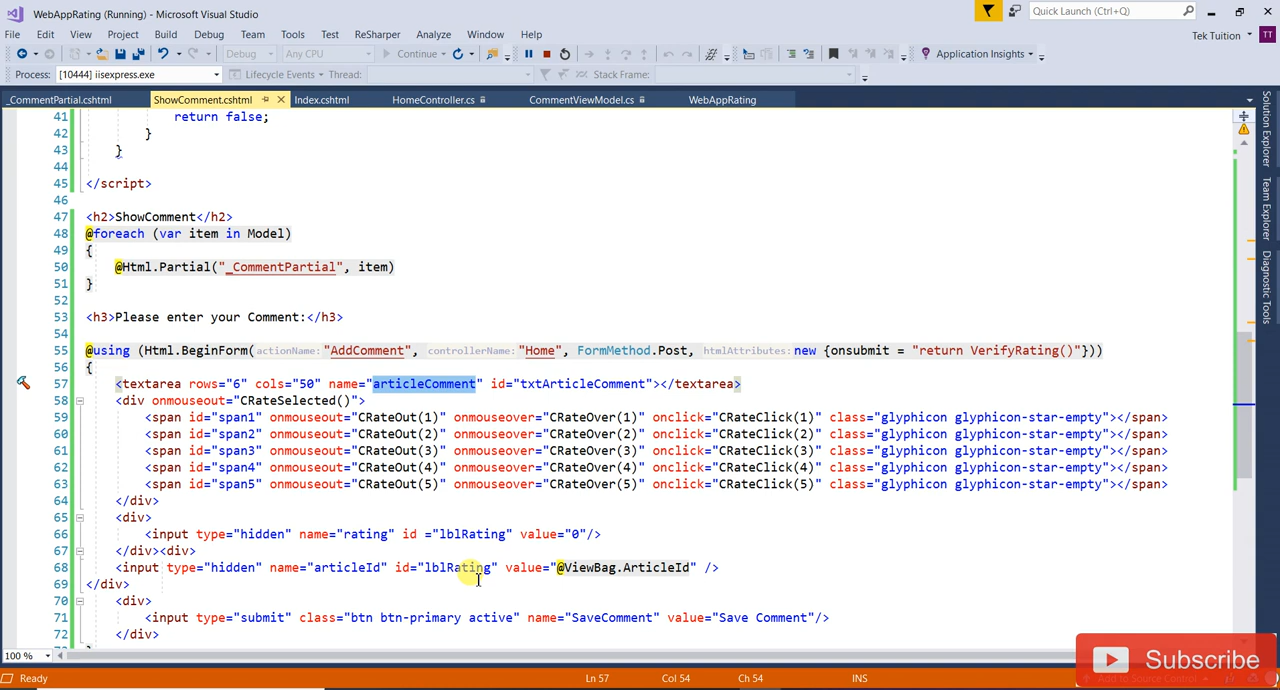 WebAppRating (Running) - Microsoft Visual Studio
Quick Launch (Ctrl+Q)
File Edit View Project Build Debug Team Tools Test ReSharper Analyze Window Help
Tek Tuition TT
Debug Any CPU Continue Application Insights
Process: [10444] iisexpress.exe Lifecycle Events Thread: Stack Frame:
_CommentPartial.cshtml ShowComment.cshtml Index.cshtml HomeController.cs CommentViewModel.cs WebAppRating
Solution Explorer
Team Explorer
Diagnostic Tools
41 return false;
42 }
43 }
44
45 </script>
46
47 <h2>ShowComment</h2>
48 @foreach (var item in Model)
49 {
50 @Html.Partial("_CommentPartial", item)
51 }
52
53 <h3>Please enter your Comment:</h3>
54
55 @using (Html.BeginForm(actionName:"AddComment", controllerName:"Home", FormMethod.Post, htmlAttributes:new {onsubmit = "return VerifyRating()"}))
56 {
57 <textarea rows="6" cols="50" name="articleComment" id="txtArticleComment"></textarea>
58 <div onmouseout="CRateSelected()">
59 <span id="span1" onmouseout="CRateOut(1)" onmouseover="CRateOver(1)" onclick="CRateClick(1)" class="glyphicon glyphicon-star-empty"></span>
60 <span id="span2" onmouseout="CRateOut(2)" onmouseover="CRateOver(2)" onclick="CRateClick(2)" class="glyphicon glyphicon-star-empty"></span>
61 <span id="span3" onmouseout="CRateOut(3)" onmouseover="CRateOver(3)" onclick="CRateClick(3)" class="glyphicon glyphicon-star-empty"></span>
62 <span id="span4" onmouseout="CRateOut(4)" onmouseover="CRateOver(4)" onclick="CRateClick(4)" class="glyphicon glyphicon-star-empty"></span>
63 <span id="span5" onmouseout="CRateOut(5)" onmouseover="CRateOver(5)" onclick="CRateClick(5)" class="glyphicon glyphicon-star-empty"></span>
64 </div>
65 <div>
66 <input type="hidden" name="rating" id ="lblRating" value="0"/>
67 </div><div>
68 <input type="hidden" name="articleId" id="lblRating" value="@ViewBag.ArticleId" />
69 </div>
70 <div>
71 <input type="submit" class="btn btn-primary active" name="SaveComment" value="Save Comment"/>
72 </div>
100 %
Subscribe
Ready Ln 57 Col 54 Ch 54 INS Add to Source Control